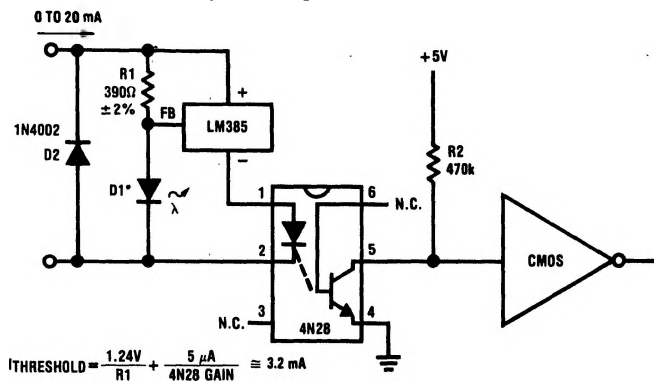 0 TO 20 mA
+5V
R1
390Ω
±2%
FB
+
LM385
−
1N4002
D2
D1*
λ
R2
470k
1
6
N.C.
2
5
CMOS
3
4
N.C.
4N28
ITHRESHOLD = 1.24V / R1 + 5 μA / 4N28 GAIN ≅ 3.2 mA